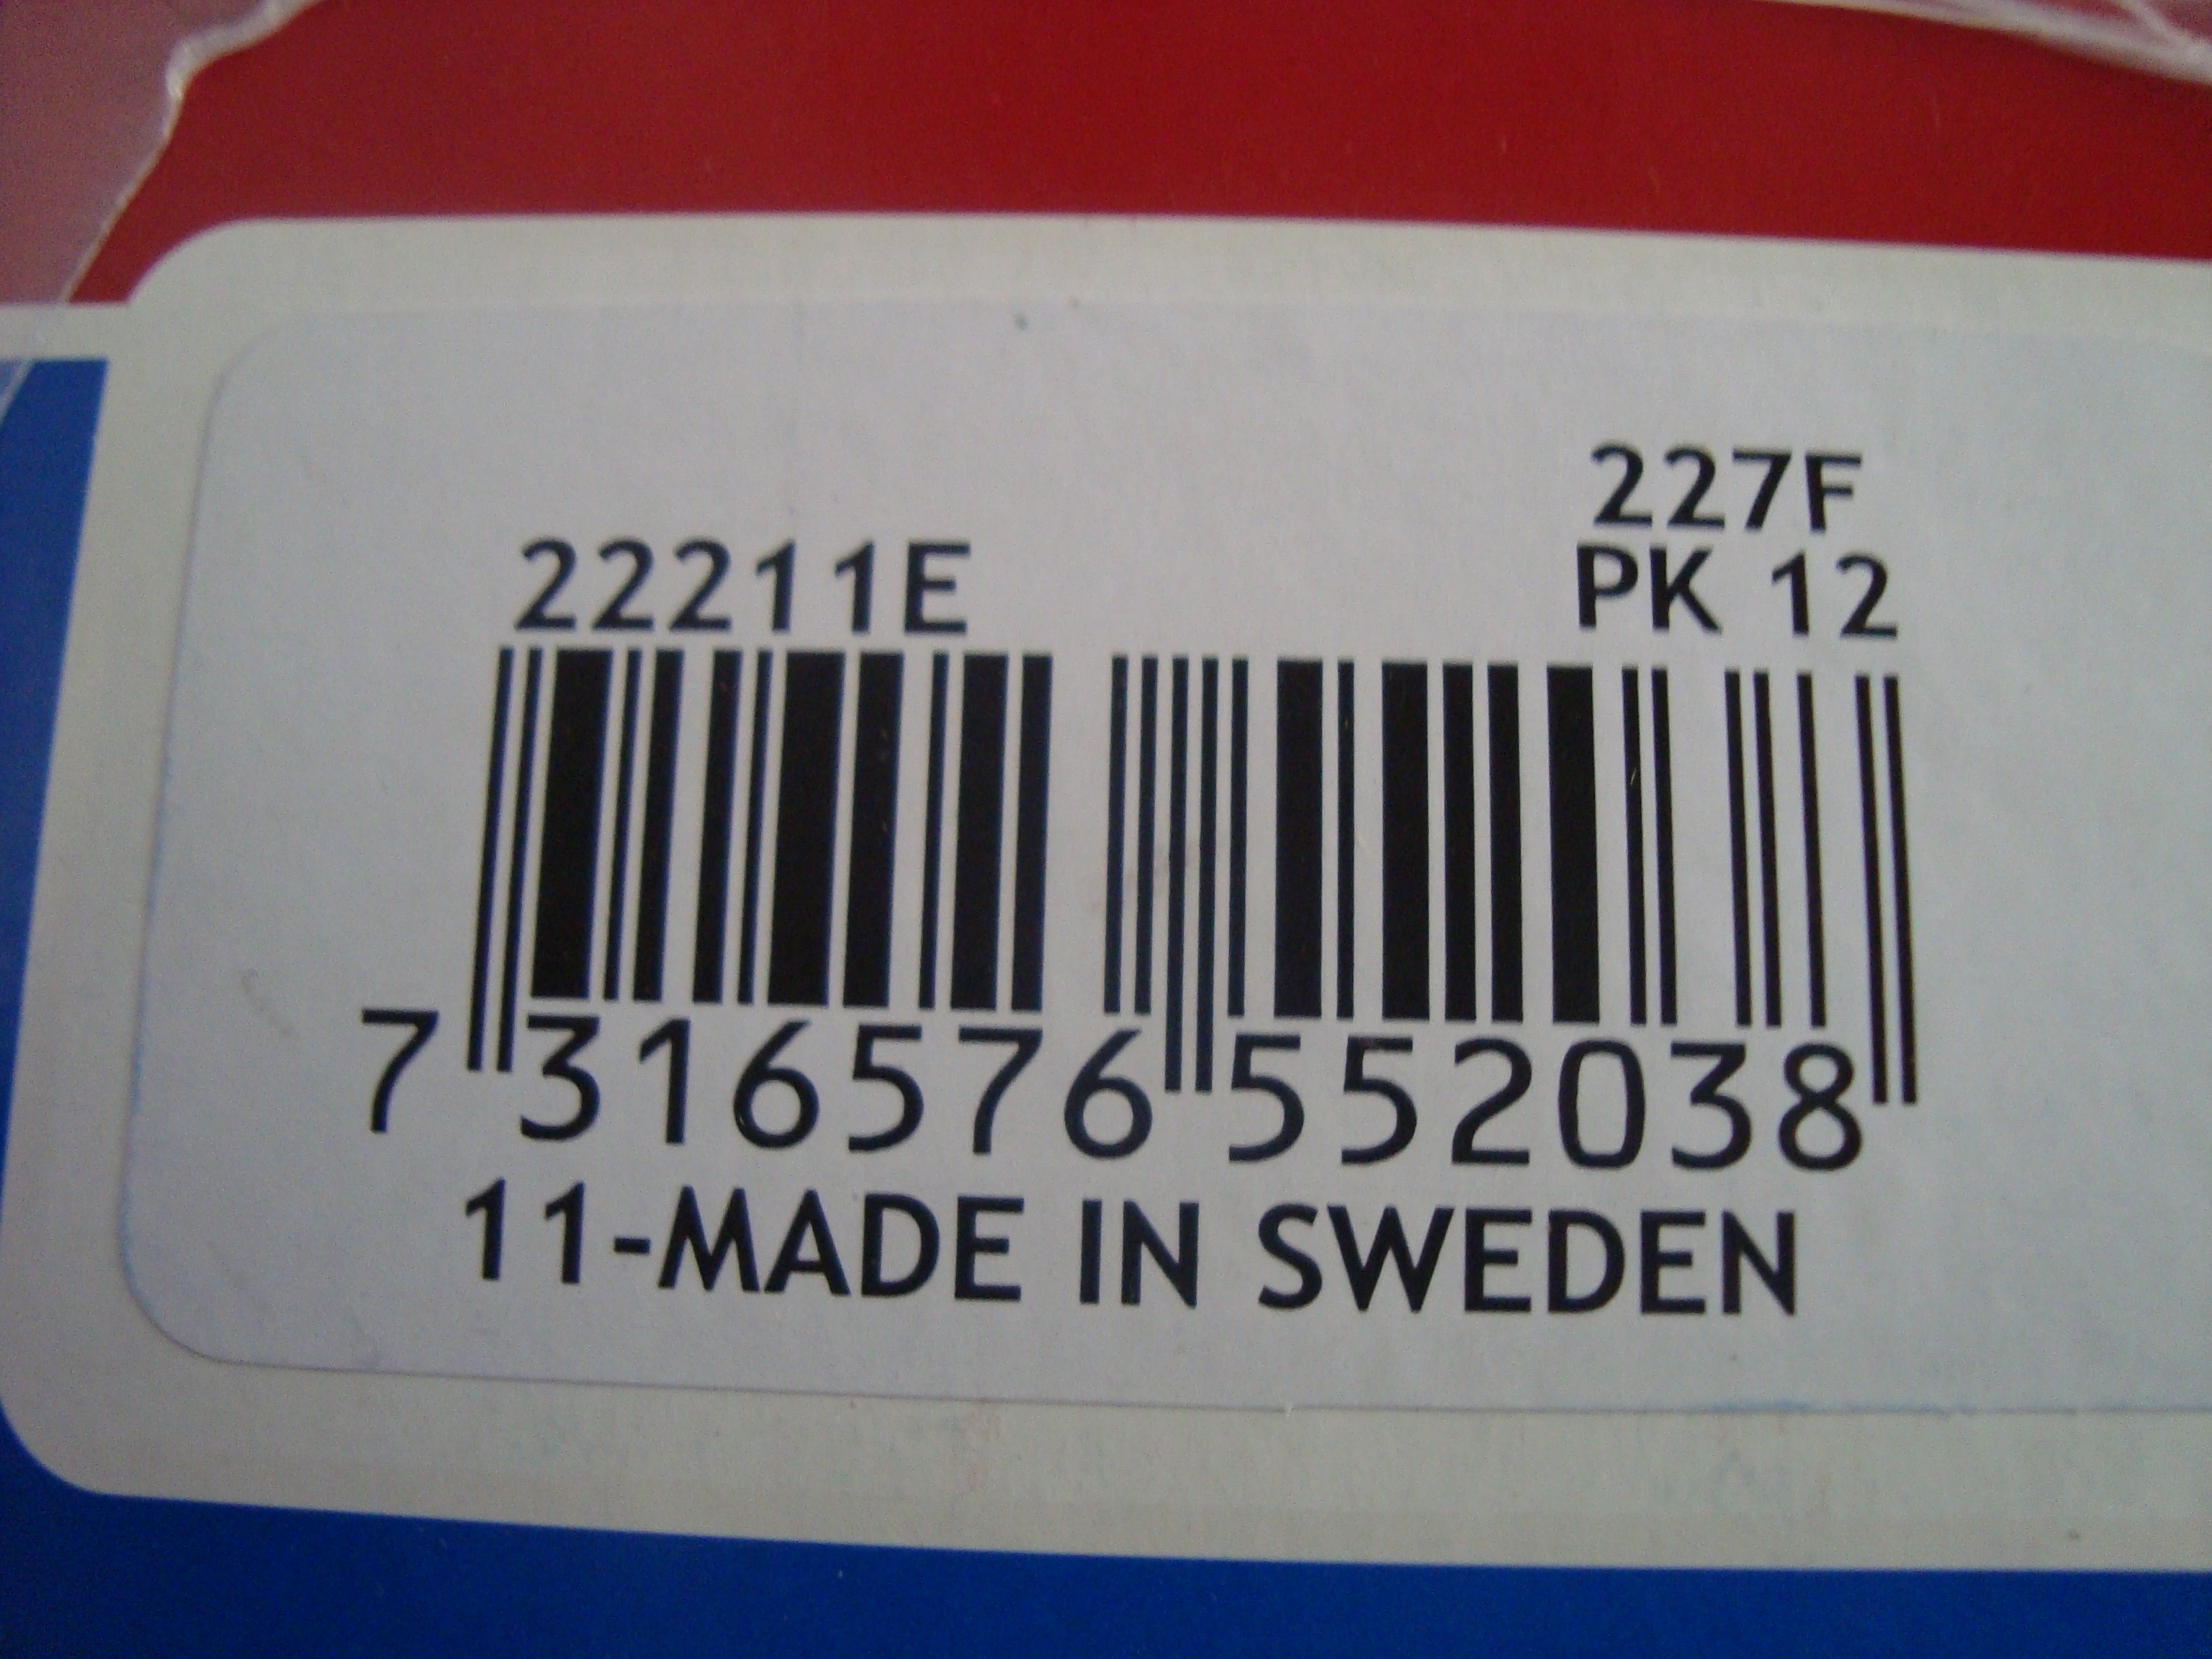 227F
22211E PK 12
7 316576 552038
11-MADE IN SWEDEN